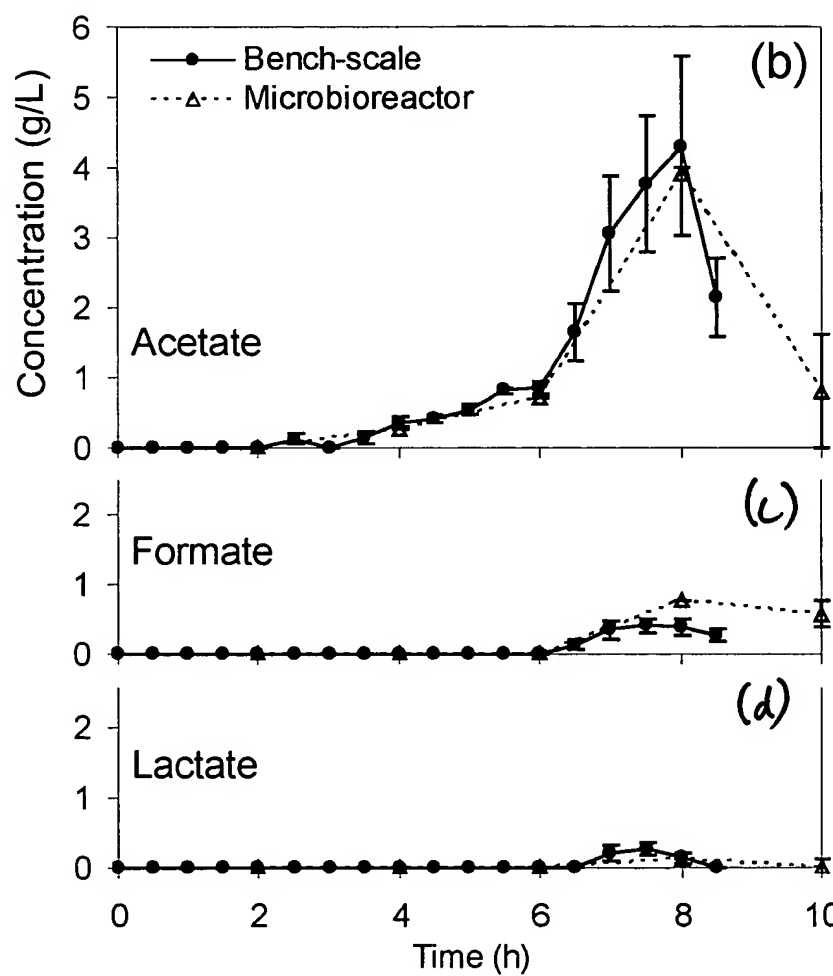 6
5
4
3
2
1
0
Concentration (g/L)
Bench-scale
Microbioreactor
(b)
Acetate
2
1
0
Formate
(c)
2
1
0
Lactate
(d)
0 2 4 6 8 10
Time (h)